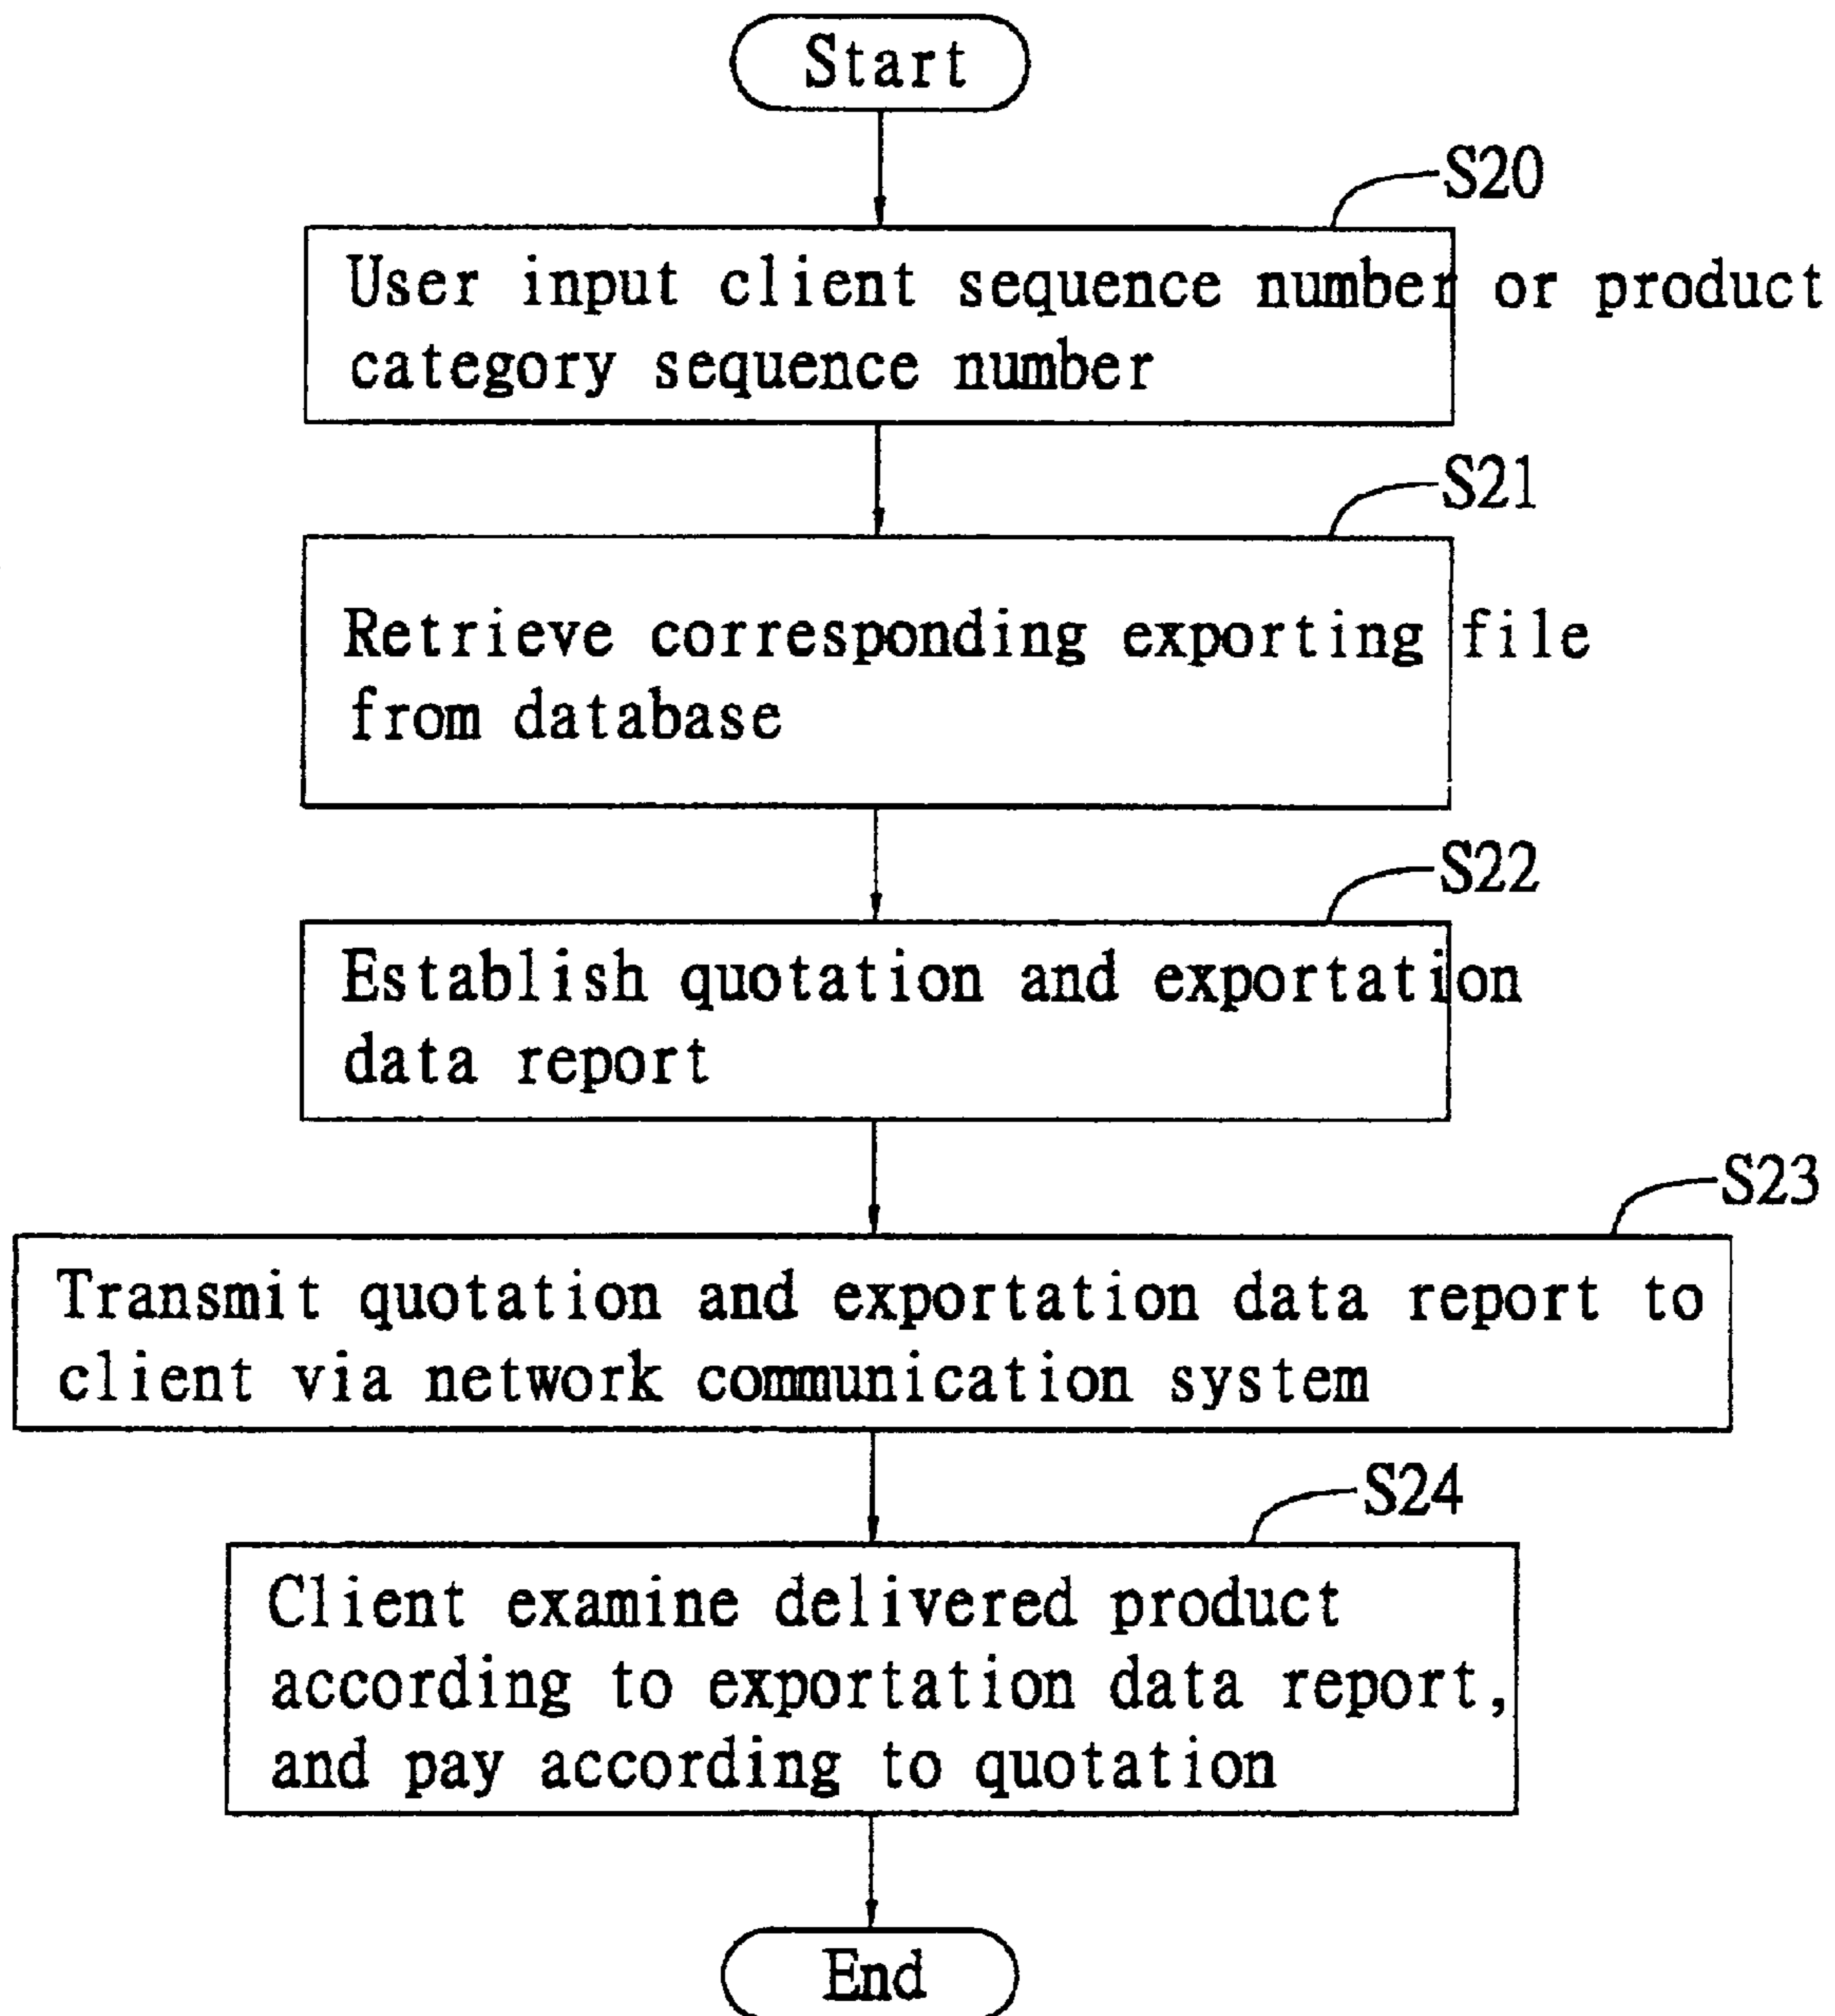 Start
S20
User input client sequence number or product
category sequence number
S21
Retrieve corresponding exporting file
from database
S22
Establish quotation and exportation
data report
S23
Transmit quotation and exportation data report to
client via network communication system
S24
Client examine delivered product
according to exportation data report,
and pay according to quotation
End